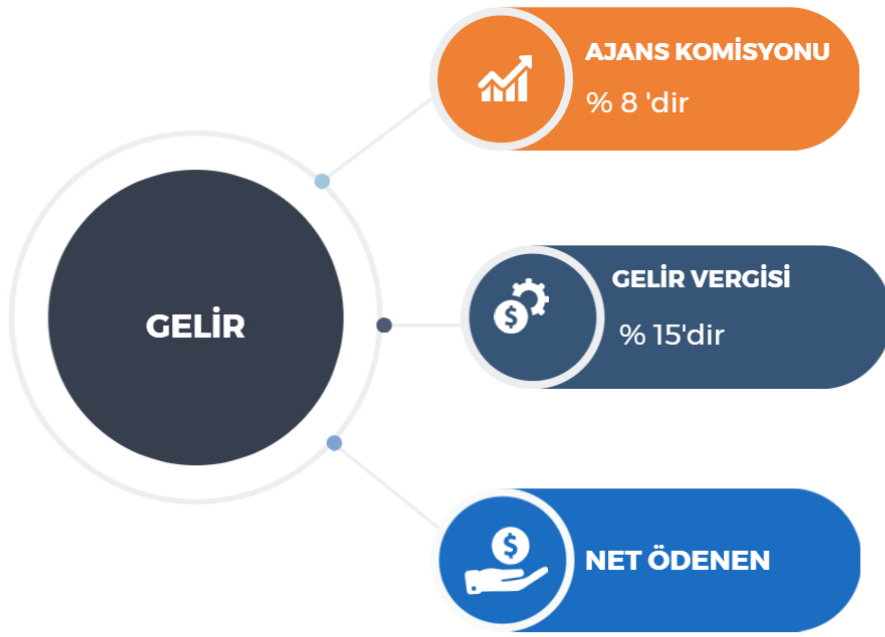 AJANS KOMİSYONU
% 8 'dir
GELİR
GELİR VERGİSİ
% 15'dir
NET ÖDENEN